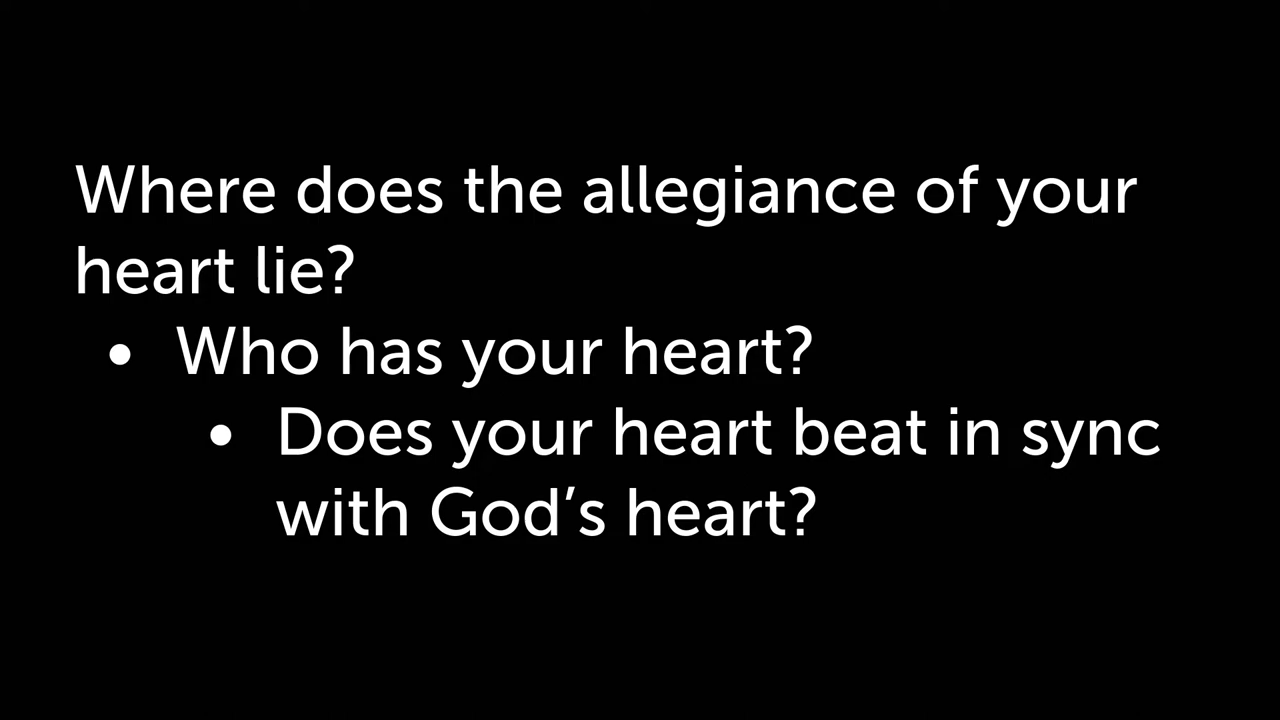 Where does the allegiance of your
heart lie?
• Who has your heart?
• Does your heart beat in sync
with God’s heart?